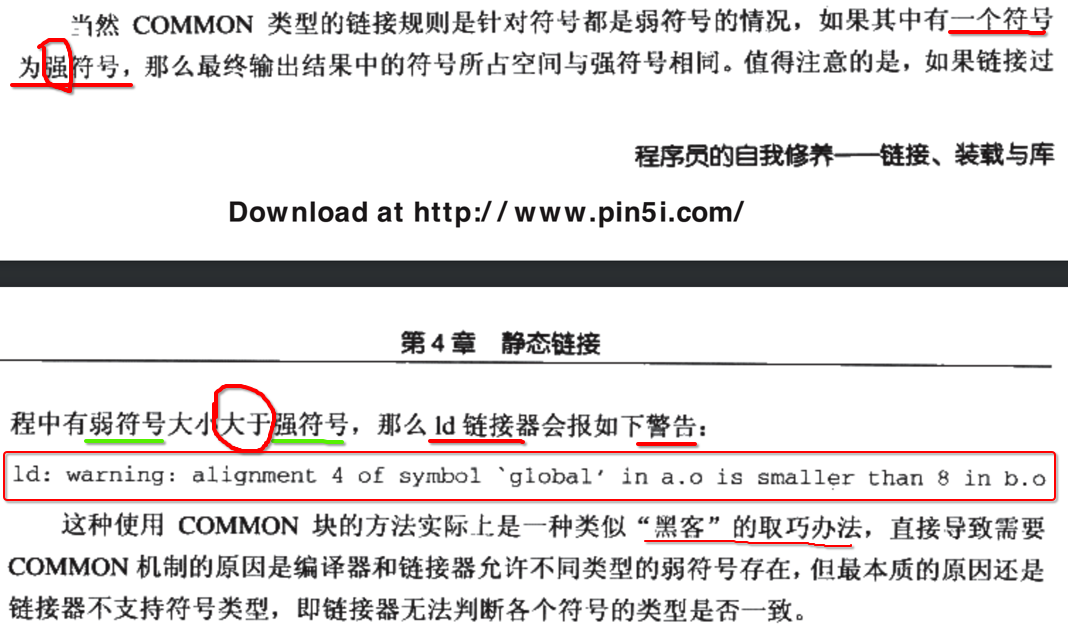 当然 COMMON 类型的链接规则是针对符号都是弱符号的情况，如果其中有一个符号
为强符号，那么最终输出结果中的符号所占空间与强符号相同。值得注意的是，如果链接过
程序员的自我修养——链接、装载与库
Download at http://www.pin5i.com/
第 4 章 静态链接
程中有弱符号大小大于强符号，那么 ld 链接器会报如下警告：
ld: warning: alignment 4 of symbol `global' in a.o is smaller than 8 in b.o
这种使用 COMMON 块的方法实际上是一种类似“黑客”的取巧办法，直接导致需要
COMMON 机制的原因是编译器和链接器允许不同类型的弱符号存在，但最本质的原因还是
链接器不支持符号类型，即链接器无法判断各个符号的类型是否一致。